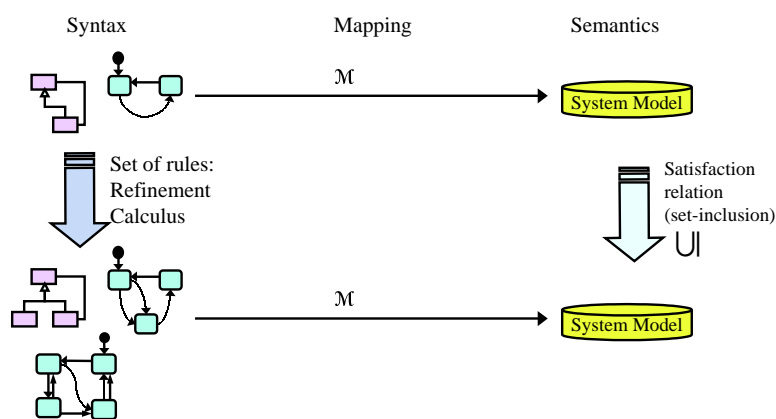 Syntax
Mapping
Semantics
ℳ
System Model
Set of rules:
Refinement
Calculus
Satisfaction
relation
(set-inclusion)
⊇
ℳ
System Model